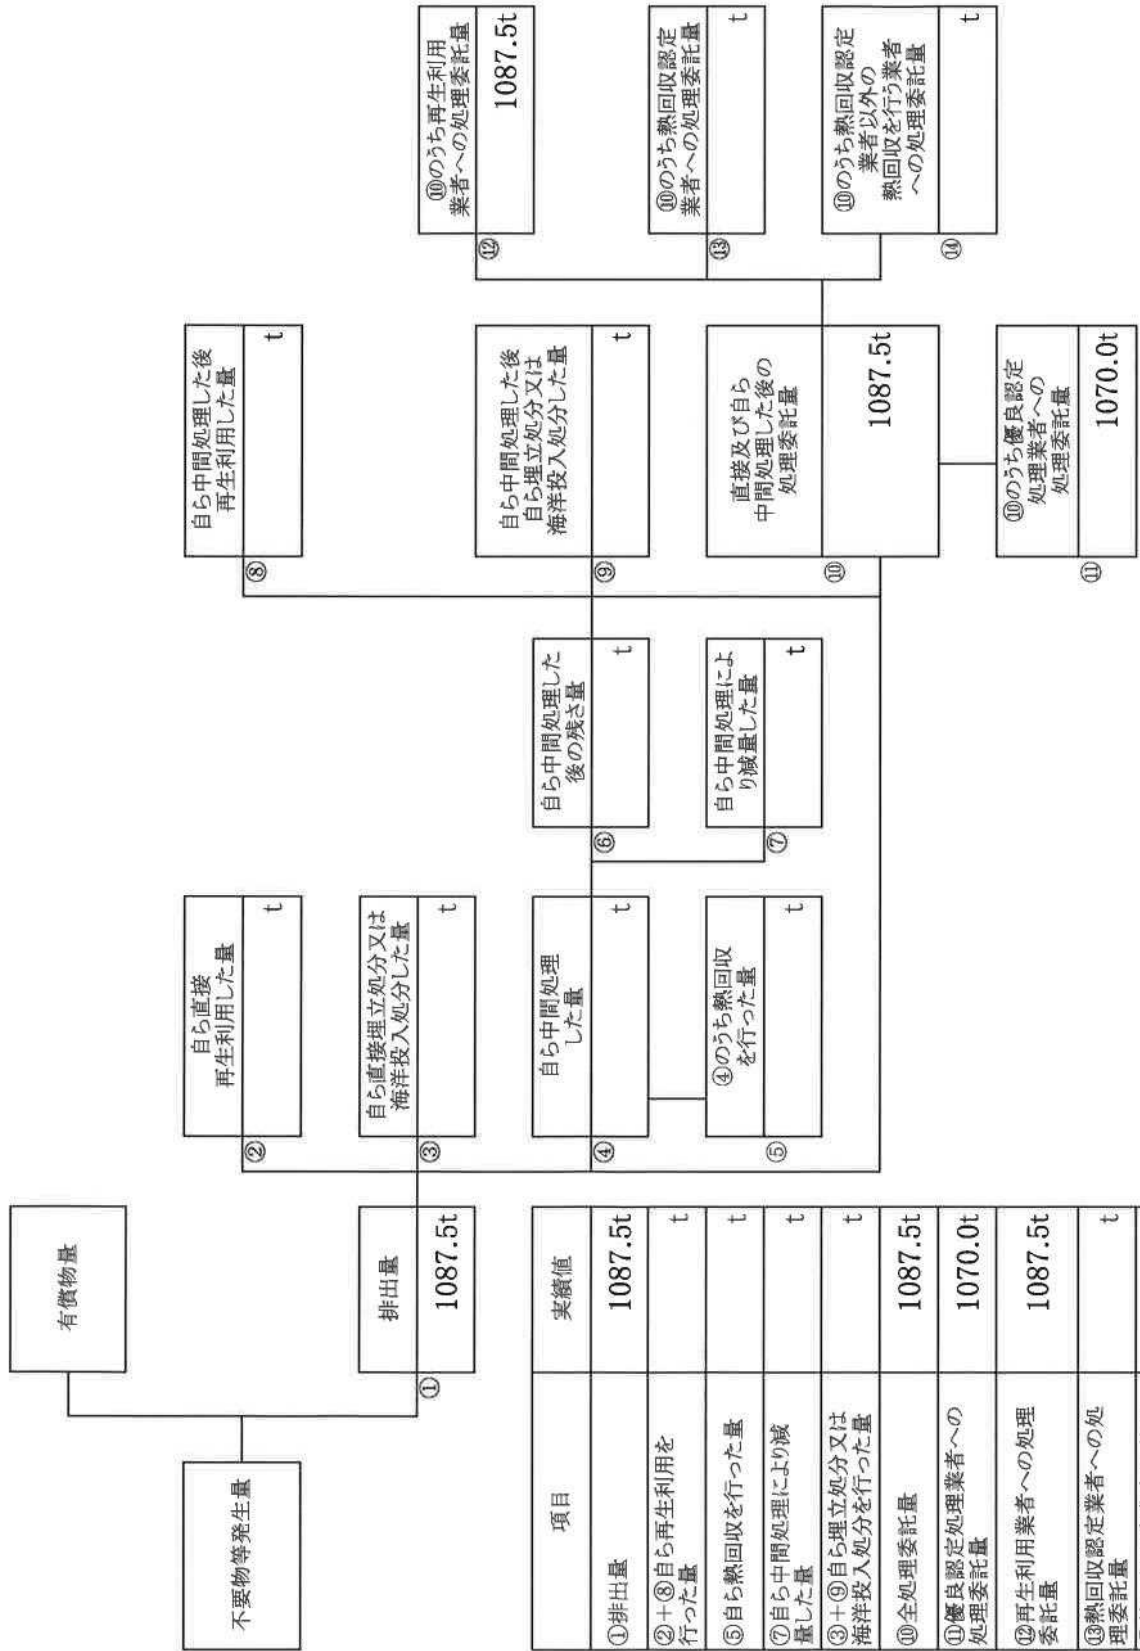 有償物量
不要物等発生量
排出量
①
1087.5t
自ら直接
再生利用した量
②
t
自ら直接埋立処分又は
海洋投入処分した量
③
t
自ら中間処理
した量
④
t
④のうち熱回収
を行った量
⑤
t
自ら中間処理した
後の残さ量
⑥
t
自ら中間処理によ
り減量した量
⑦
t
自ら中間処理した後
再生利用した量
⑧
t
自ら中間処理した後
自ら埋立処分又は
海洋投入処分した量
⑨
t
直接及び自ら
中間処理した後の
処理委託量
⑩
1087.5t
⑩のうち優良認定
処理業者への
処理委託量
⑪
1070.0t
⑩のうち再生利用
業者への処理委託量
⑫
1087.5t
⑩のうち熱回収認定
業者への処理委託量
⑬
t
⑩のうち熱回収認定
業者以外の
熱回収を行う業者
への処理委託量
⑭
t
項目 実績値
①排出量 1087.5t
②+⑧自ら再生利用を
行った量 t
⑤自ら熱回収を行った量 t
⑦自ら中間処理により減
量した量 t
③+⑨自ら埋立処分又は
海洋投入処分を行った量 t
⑩全処理委託量 1087.5t
⑪優良認定処理業者への
処理委託量 1070.0t
⑫再生利用業者への処理
委託量 1087.5t
⑬熱回収認定業者への処
理委託量 t